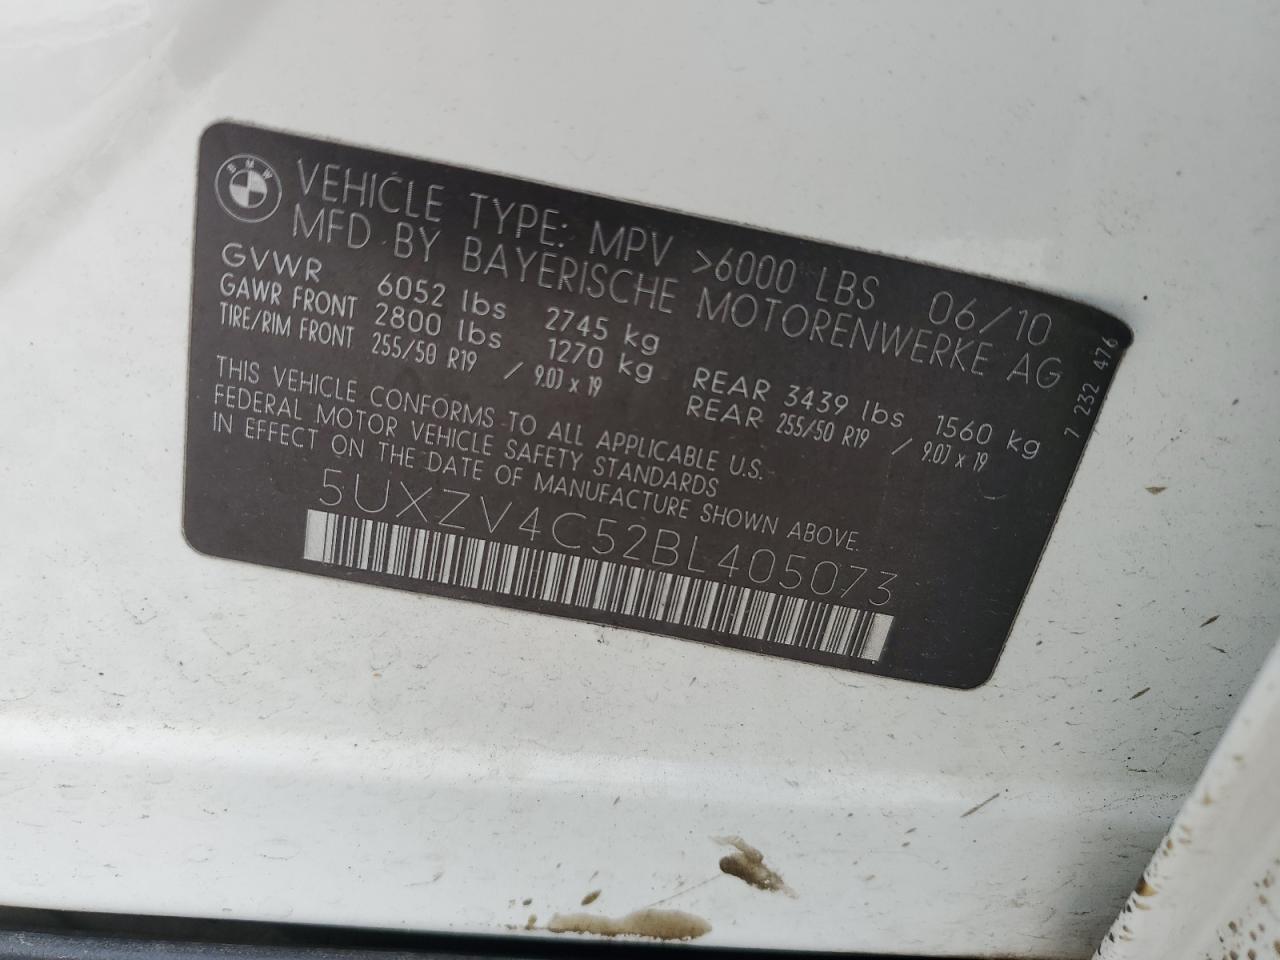 BMW
VEHICLE TYPE: MPV >6000 LBS 06/10
MFD BY BAYERISCHE MOTORENWERKE AG
GVWR 6052 lbs 2745 kg
GAWR FRONT 2800 lbs 1270 kg REAR 3439 lbs 1560 kg
TIRE/RIM FRONT 255/50 R19 / 9.0J x 19 REAR 255/50 R19 / 9.0J x 19
THIS VEHICLE CONFORMS TO ALL APPLICABLE U.S.
FEDERAL MOTOR VEHICLE SAFETY STANDARDS
IN EFFECT ON THE DATE OF MANUFACTURE SHOWN ABOVE.
5UXZV4C52BL405073
7 232 476